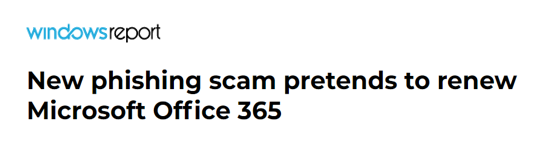 windowsreport
New phishing scam pretends to renew
Microsoft Office 365